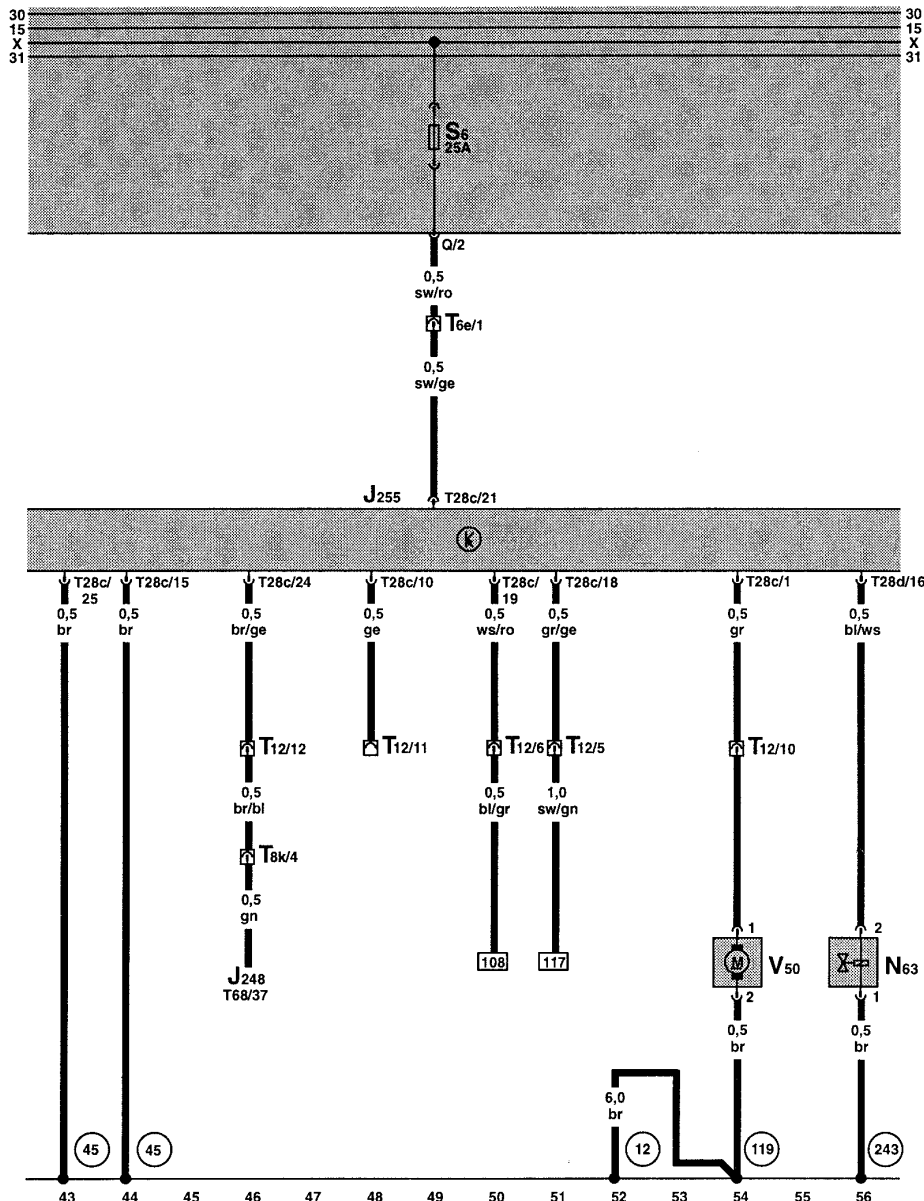 30 30
15 15
X X
31 31
S6
25A
Q/2
0,5
sw/ro
T6e/1
0,5
sw/ge
J255 T28c/21
K
T28c/25 T28c/15 T28c/24 T28c/10 T28c/19 T28c/18 T28c/1 T28d/16
0,5 0,5 0,5 0,5 0,5 0,5 0,5 0,5
br br br/ge ge ws/ro gr/ge gr bl/ws
T12/12 T12/11 T12/6 T12/5 T12/10
0,5 0,5 1,0
br/bl bl/gr sw/gn
T8k/4
0,5
gn
1 2
J248 108 117 M V50 N63
T68/37
2 1
0,5 0,5
br br
6,0
br
45 45 12 119 243
43 44 45 46 47 48 49 50 51 52 53 54 55 56